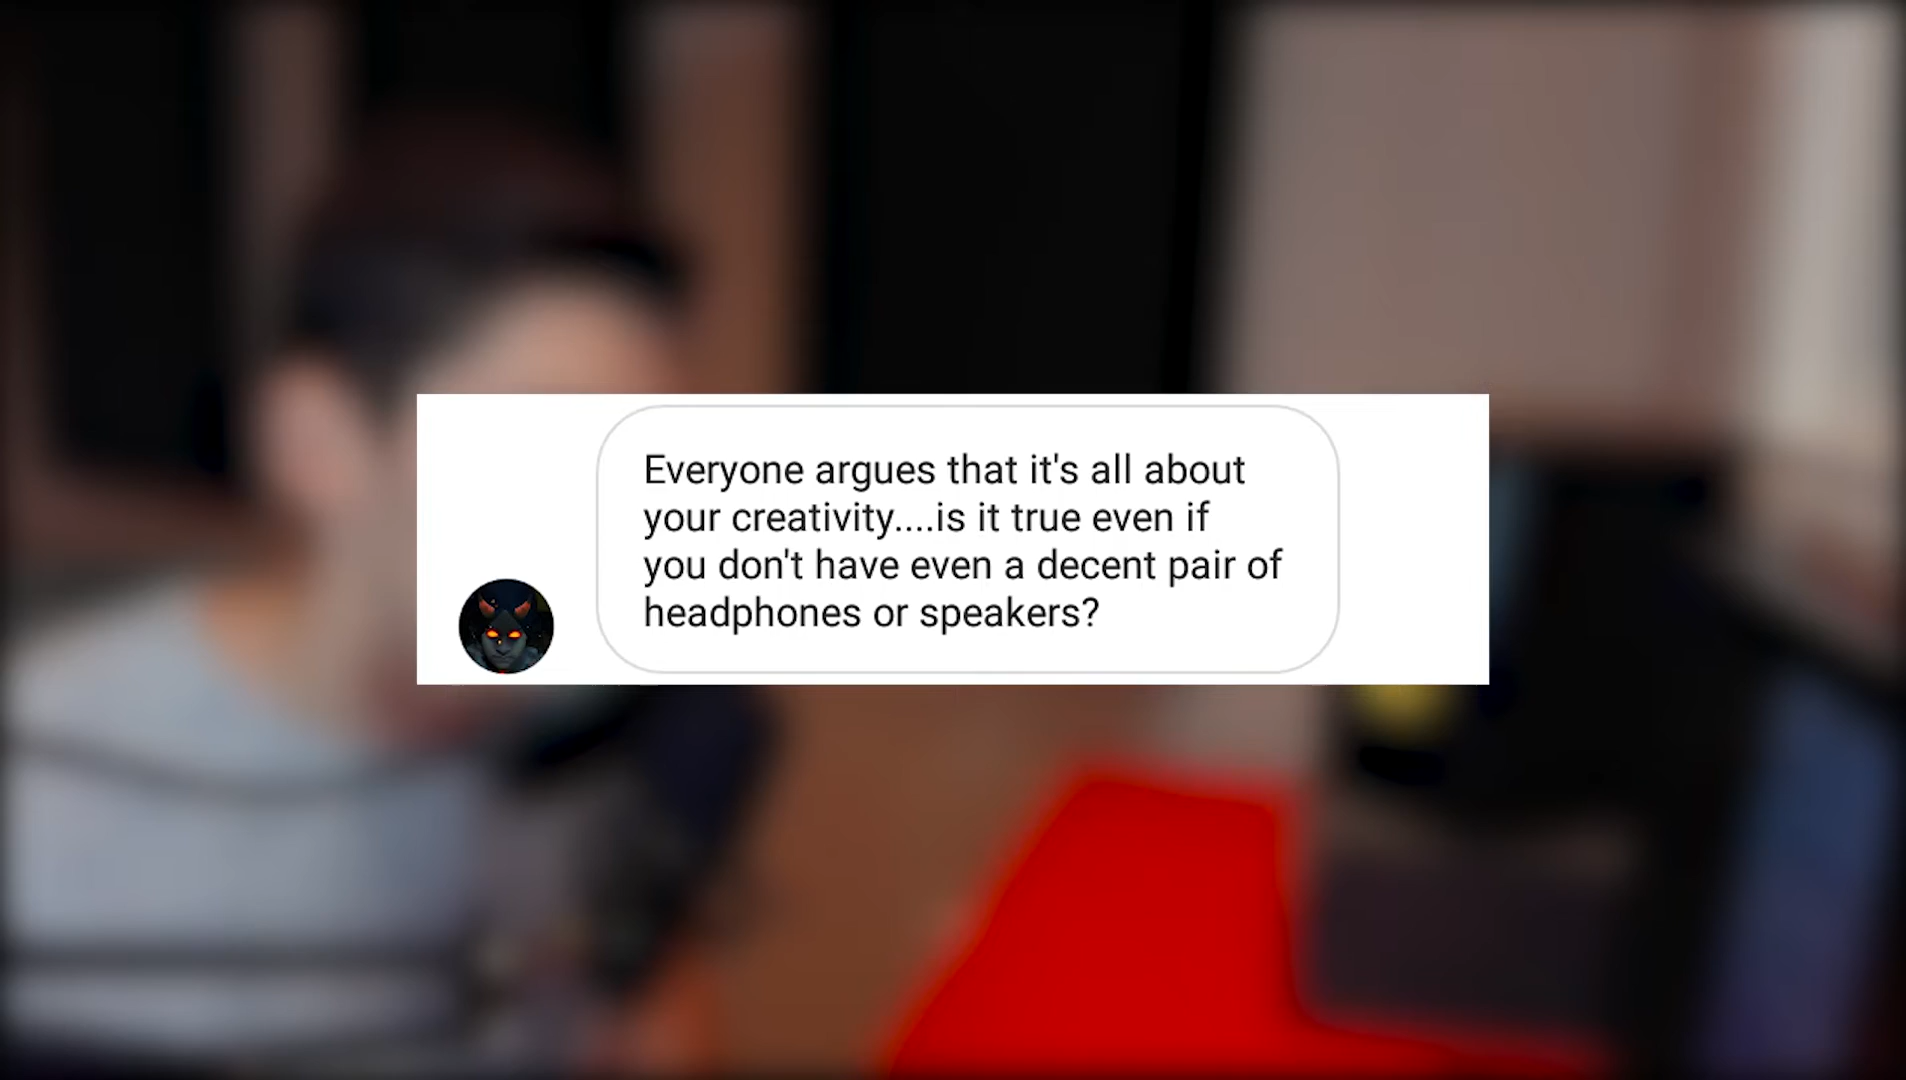 Everyone argues that it's all about
your creativity....is it true even if
you don't have even a decent pair of
headphones or speakers?